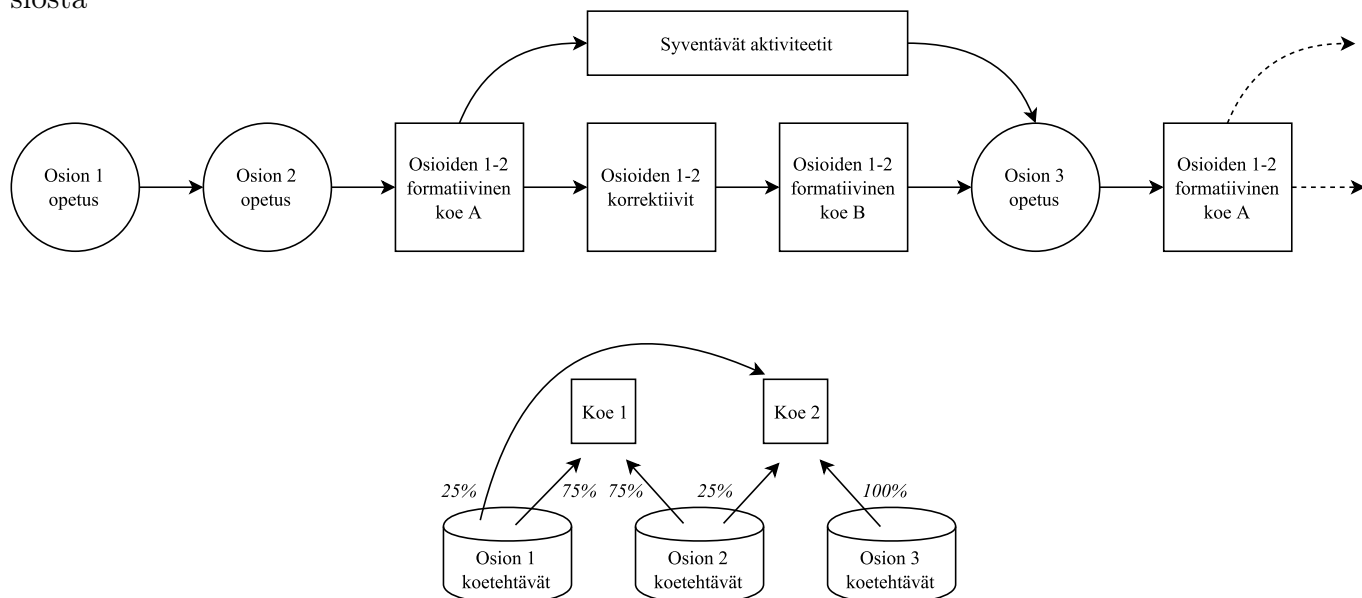 siosta
Syventävät aktiviteetit
Osion 1
opetus
Osion 2
opetus
Osioiden 1-2
formatiivinen
koe A
Osioiden 1-2
korrektiivit
Osioiden 1-2
formatiivinen
koe B
Osion 3
opetus
Osioiden 1-2
formatiivinen
koe A
Koe 1
Koe 2
25%
75%
75%
25%
100%
Osion 1
koetehtävät
Osion 2
koetehtävät
Osion 3
koetehtävät